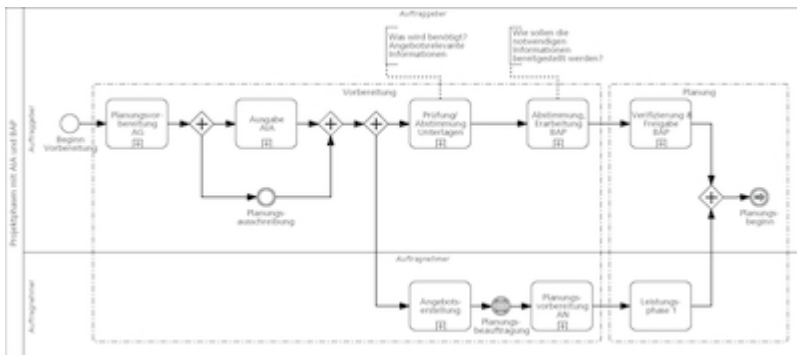 Projektphasen mit AIA und BAP
Auftraggeber
Auftraggeber
Was wird benötigt?
Angebotsrelevante
Informationen
Wie sollen die
notwendigen
Informationen
bereitgestellt werden?
Vorbereitung
Planung
Beginn
Vorbereitung
Planungsvor-
bereitung
AG
Ausgabe
AIA
Planungs-
ausschreibung
Prüfung/
Abstimmung
Unterlagen
Abstimmung,
Erarbeitung
BAP
Verifizierung &
Freigabe
BAP
Planungs-
beginn
Auftragnehmer
Auftragnehmer
Angebots-
erstellung
Planungs-
beauftragung
Planungs-
vorbereitung
AN
Leistungs-
phase 1